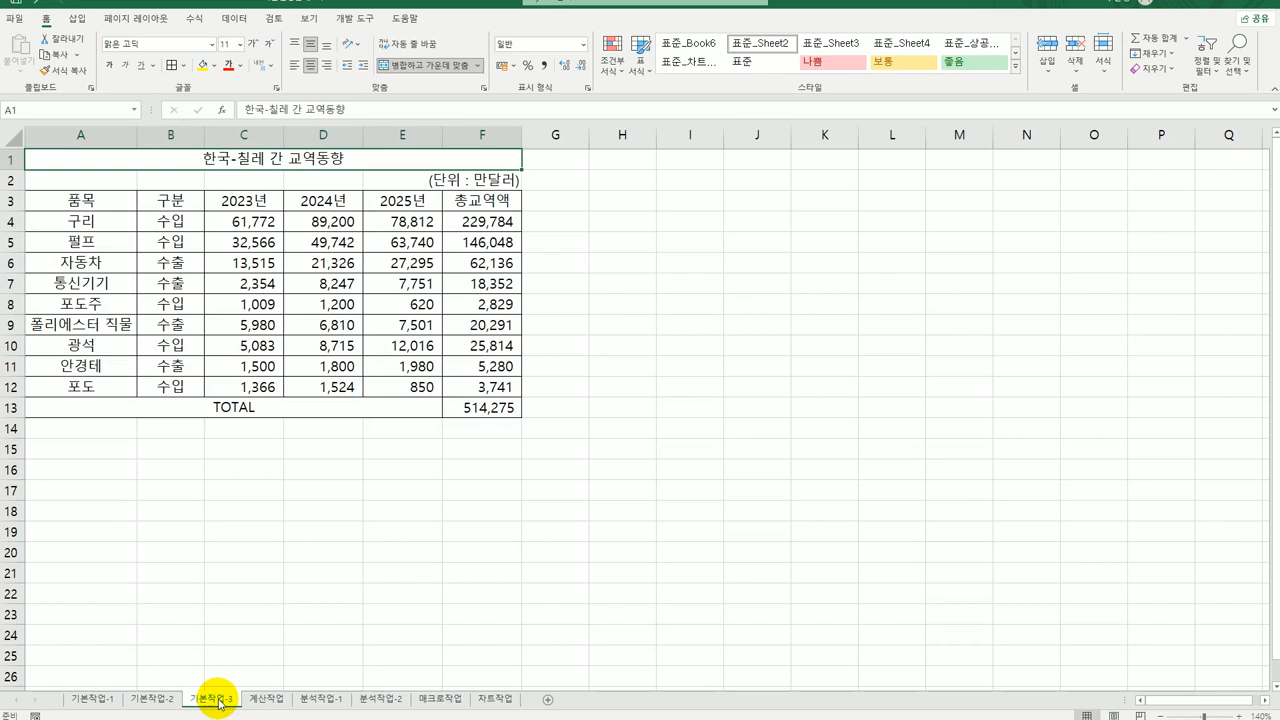 파일 홈 삽입 페이지 레이아웃 수식 데이터 검토 보기 개발 도구 도움말 공유
붙여넣기 잘라내기 맑은 고딕 11 자동 줄 바꿈 일반 조건부 서식 표 서식 표준_Book6 표준_Sheet2 표준_Sheet3 표준_Sheet4 표준_상공... 삽입 삭제 서식 자동 합계 정렬 및 필터 찾기 및 선택
복사 채우기
서식 복사 가 가 가 병합하고 가운데 맞춤 표준_차트... 표준 나쁨 보통 좋음 지우기
클립보드 글꼴 맞춤 표시 형식 스타일 셀 편집
A1 fx 한국-칠레 간 교역동향
A B C D E F G H I J K L M N O P Q
1 한국-칠레 간 교역동향
2 (단위 : 만달러)
3 품목 구분 2023년 2024년 2025년 총교역액
4 구리 수입 61,772 89,200 78,812 229,784
5 펄프 수입 32,566 49,742 63,740 146,048
6 자동차 수출 13,515 21,326 27,295 62,136
7 통신기기 수출 2,354 8,247 7,751 18,352
8 포도주 수입 1,009 1,200 620 2,829
9 폴리에스터 직물 수출 5,980 6,810 7,501 20,291
10 광석 수입 5,083 8,715 12,016 25,814
11 안경테 수출 1,500 1,800 1,980 5,280
12 포도 수입 1,366 1,524 850 3,741
13 TOTAL 514,275
14
15
16
17
18
19
20
21
22
23
24
25
26
기본작업-1 기본작업-2 기본작업-3 계산작업 분석작업-1 분석작업-2 매크로작업 차트작업
준비 140%